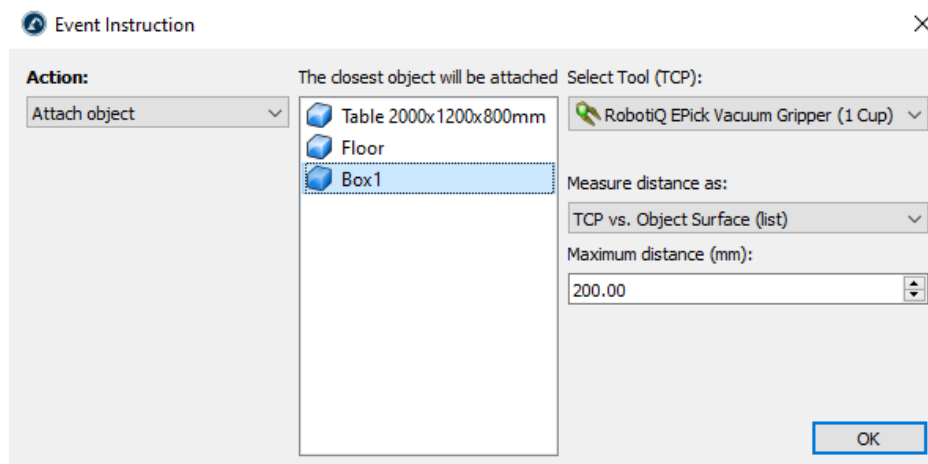 Event Instruction
Action:
Attach object
The closest object will be attached
Table 2000x1200x800mm
Floor
Box1
Select Tool (TCP):
RobotiQ EPick Vacuum Gripper (1 Cup)
Measure distance as:
TCP vs. Object Surface (list)
Maximum distance (mm):
200.00
OK